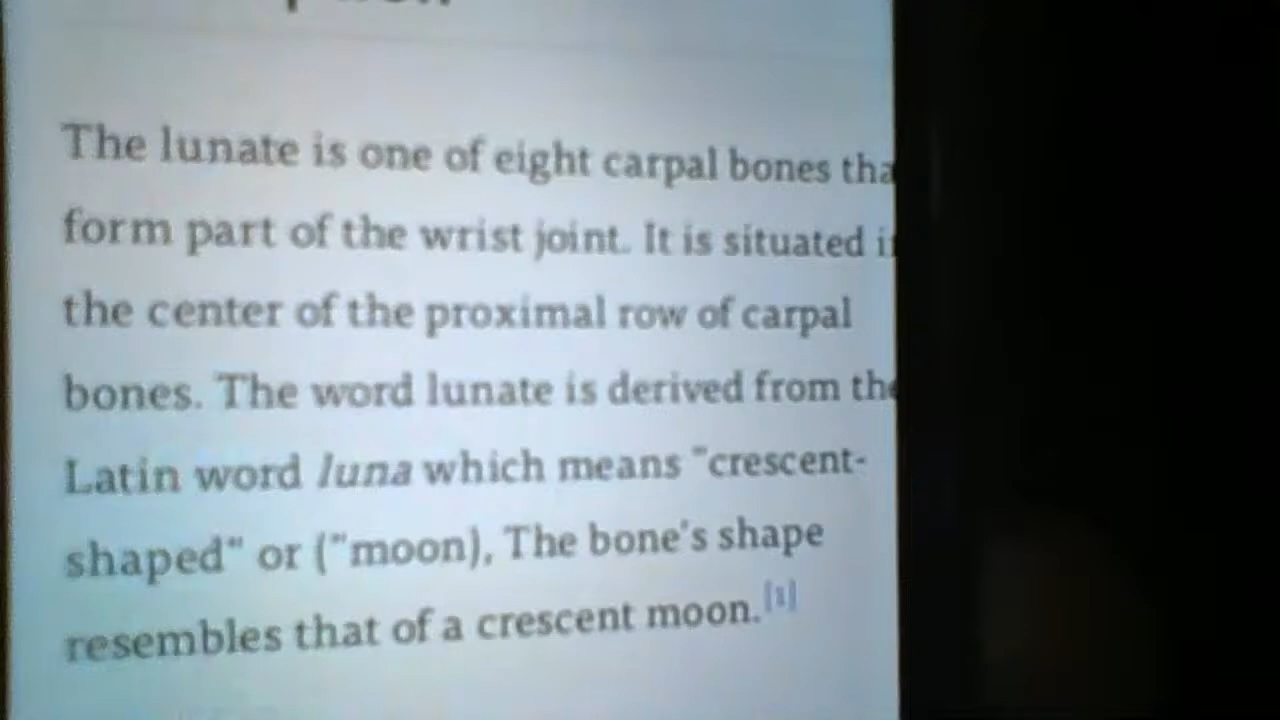 The lunate is one of eight carpal bones tha
form part of the wrist joint. It is situated i
the center of the proximal row of carpal
bones. The word lunate is derived from the
Latin word luna which means "crescent-
shaped" or ("moon), The bone's shape
resembles that of a crescent moon.[1]